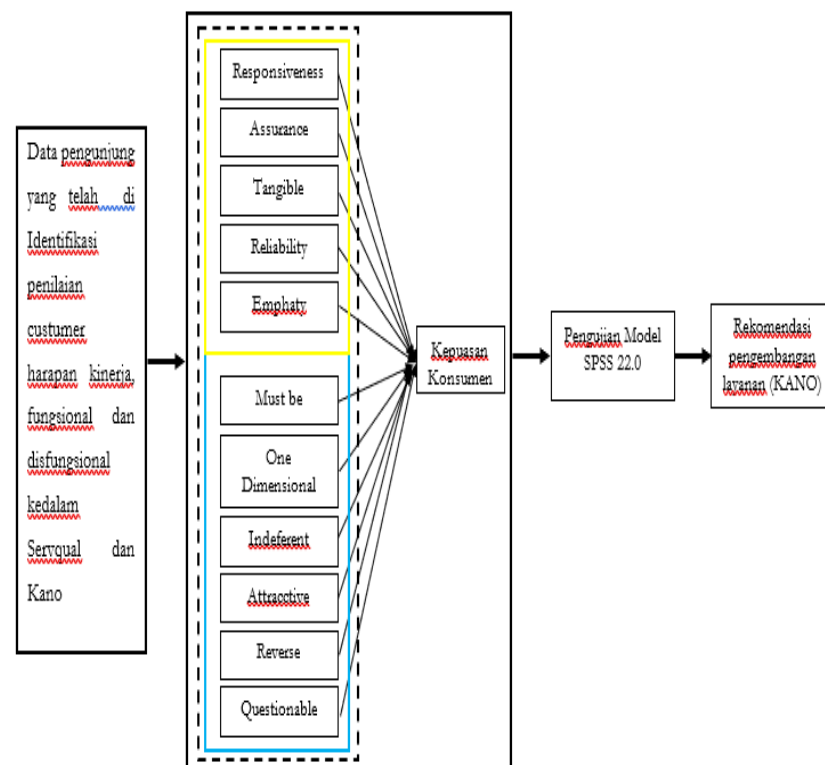 Data pengunjung
yang telah di
Identifikasi
penilaian
custumer
harapan kinerja,
fungsional dan
disfungsional
kedalam
Servqual dan
Kano
Responsiveness
Assurance
Tangible
Reliability
Emphaty
Must be
One
Dimensional
Indeferent
Attracctive
Reverse
Questionable
Kepuasan
Konsumen
Pengujian Model
SPSS 22.0
Rekomendasi
pengembangan
layanan (KANO)